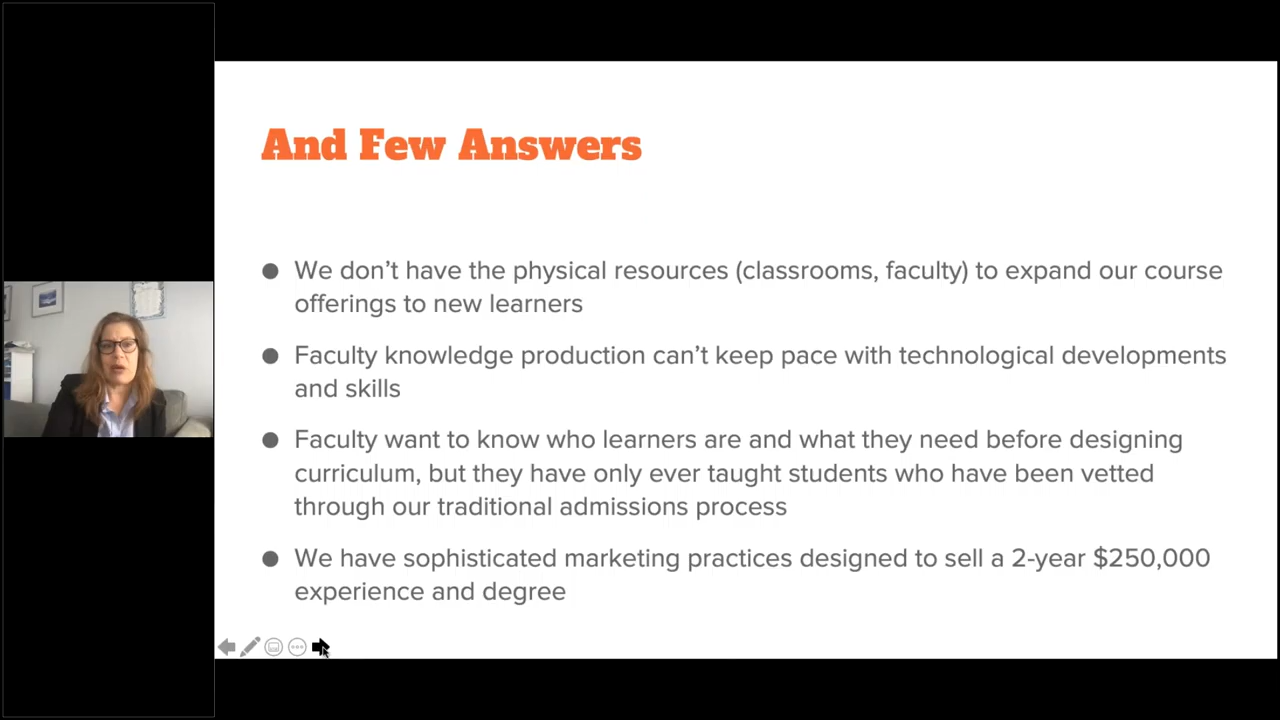 And Few Answers
● We don’t have the physical resources (classrooms, faculty) to expand our course
offerings to new learners
● Faculty knowledge production can’t keep pace with technological developments
and skills
● Faculty want to know who learners are and what they need before designing
curriculum, but they have only ever taught students who have been vetted
through our traditional admissions process
● We have sophisticated marketing practices designed to sell a 2-year $250,000
experience and degree